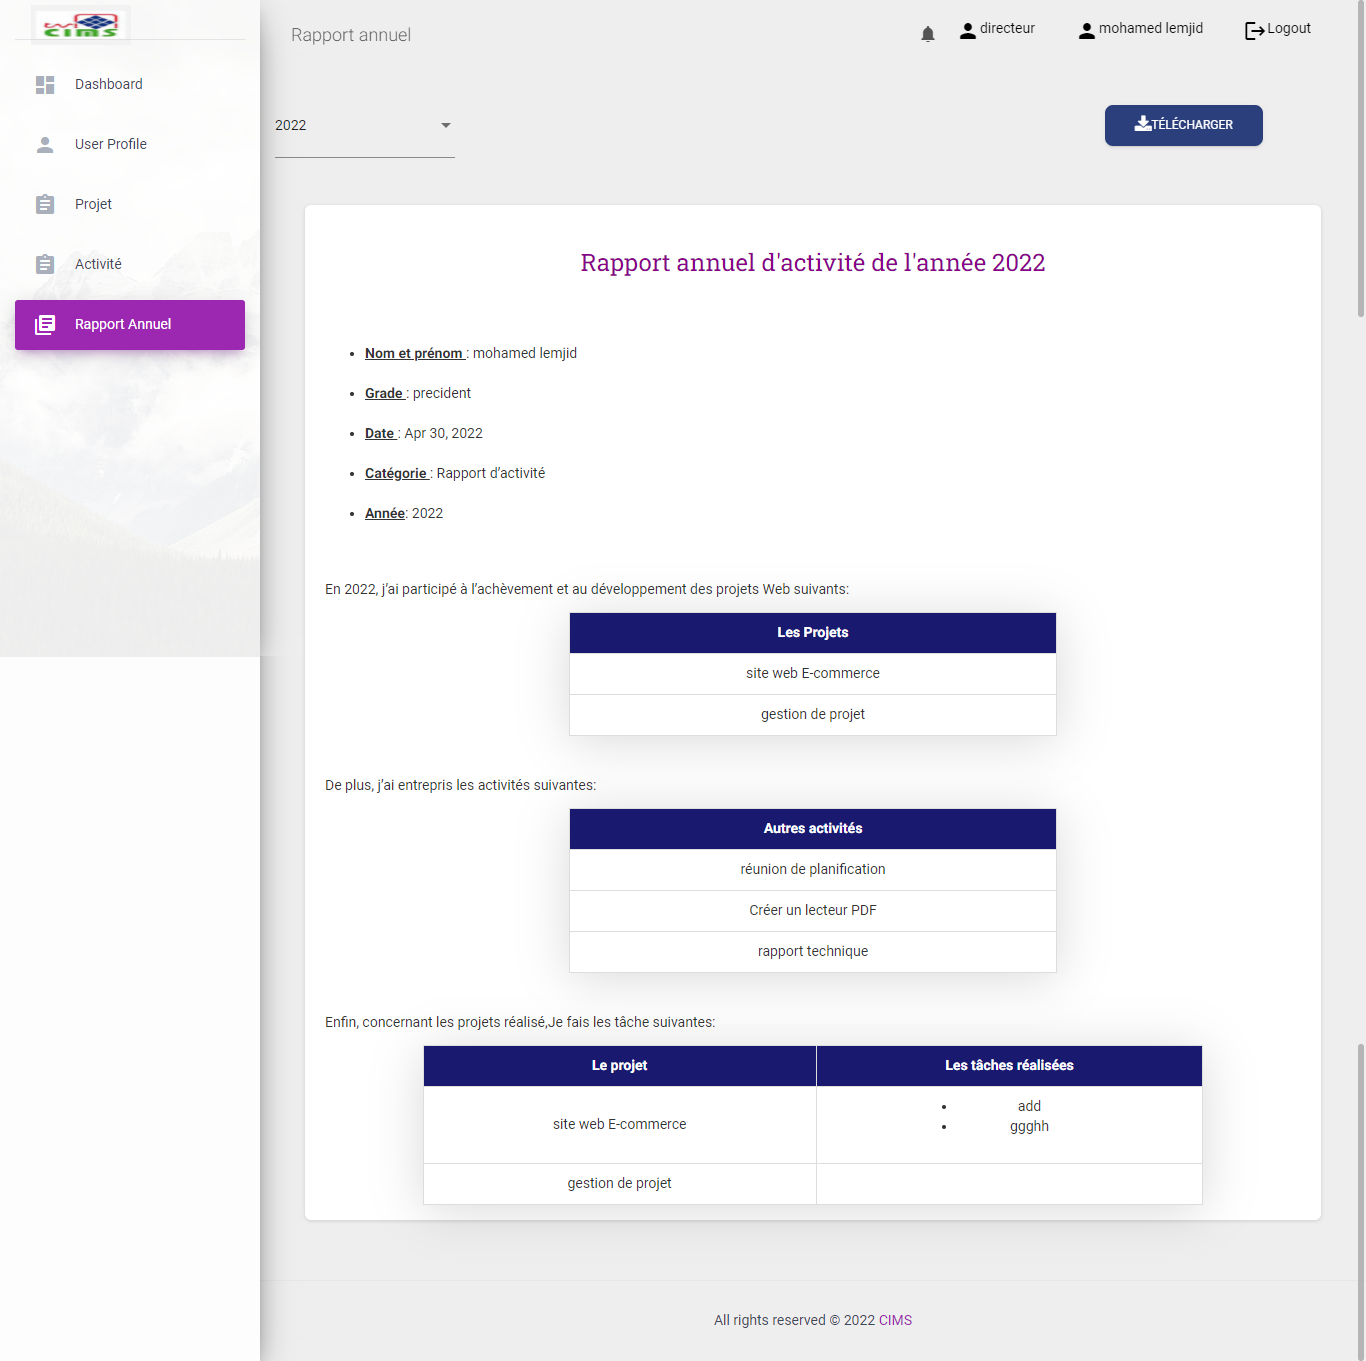 CIMS
Dashboard
User Profile
Projet
Activité
Rapport Annuel
Rapport annuel
directeur
mohamed lemjid
Logout
2022
TÉLÉCHARGER
Rapport annuel d'activité de l'année 2022
Nom et prénom : mohamed lemjid
Grade : precident
Date : Apr 30, 2022
Catégorie : Rapport d’activité
Année: 2022
En 2022, j’ai participé à l’achèvement et au développement des projets Web suivants:
Les Projets
site web E-commerce
gestion de projet
De plus, j’ai entrepris les activités suivantes:
Autres activités
réunion de planification
Créer un lecteur PDF
rapport technique
Enfin, concernant les projets réalisé,Je fais les tâche suivantes:
Le projet Les tâches réalisées
site web E-commerce
add
ggghh
gestion de projet
All rights reserved © 2022 CIMS